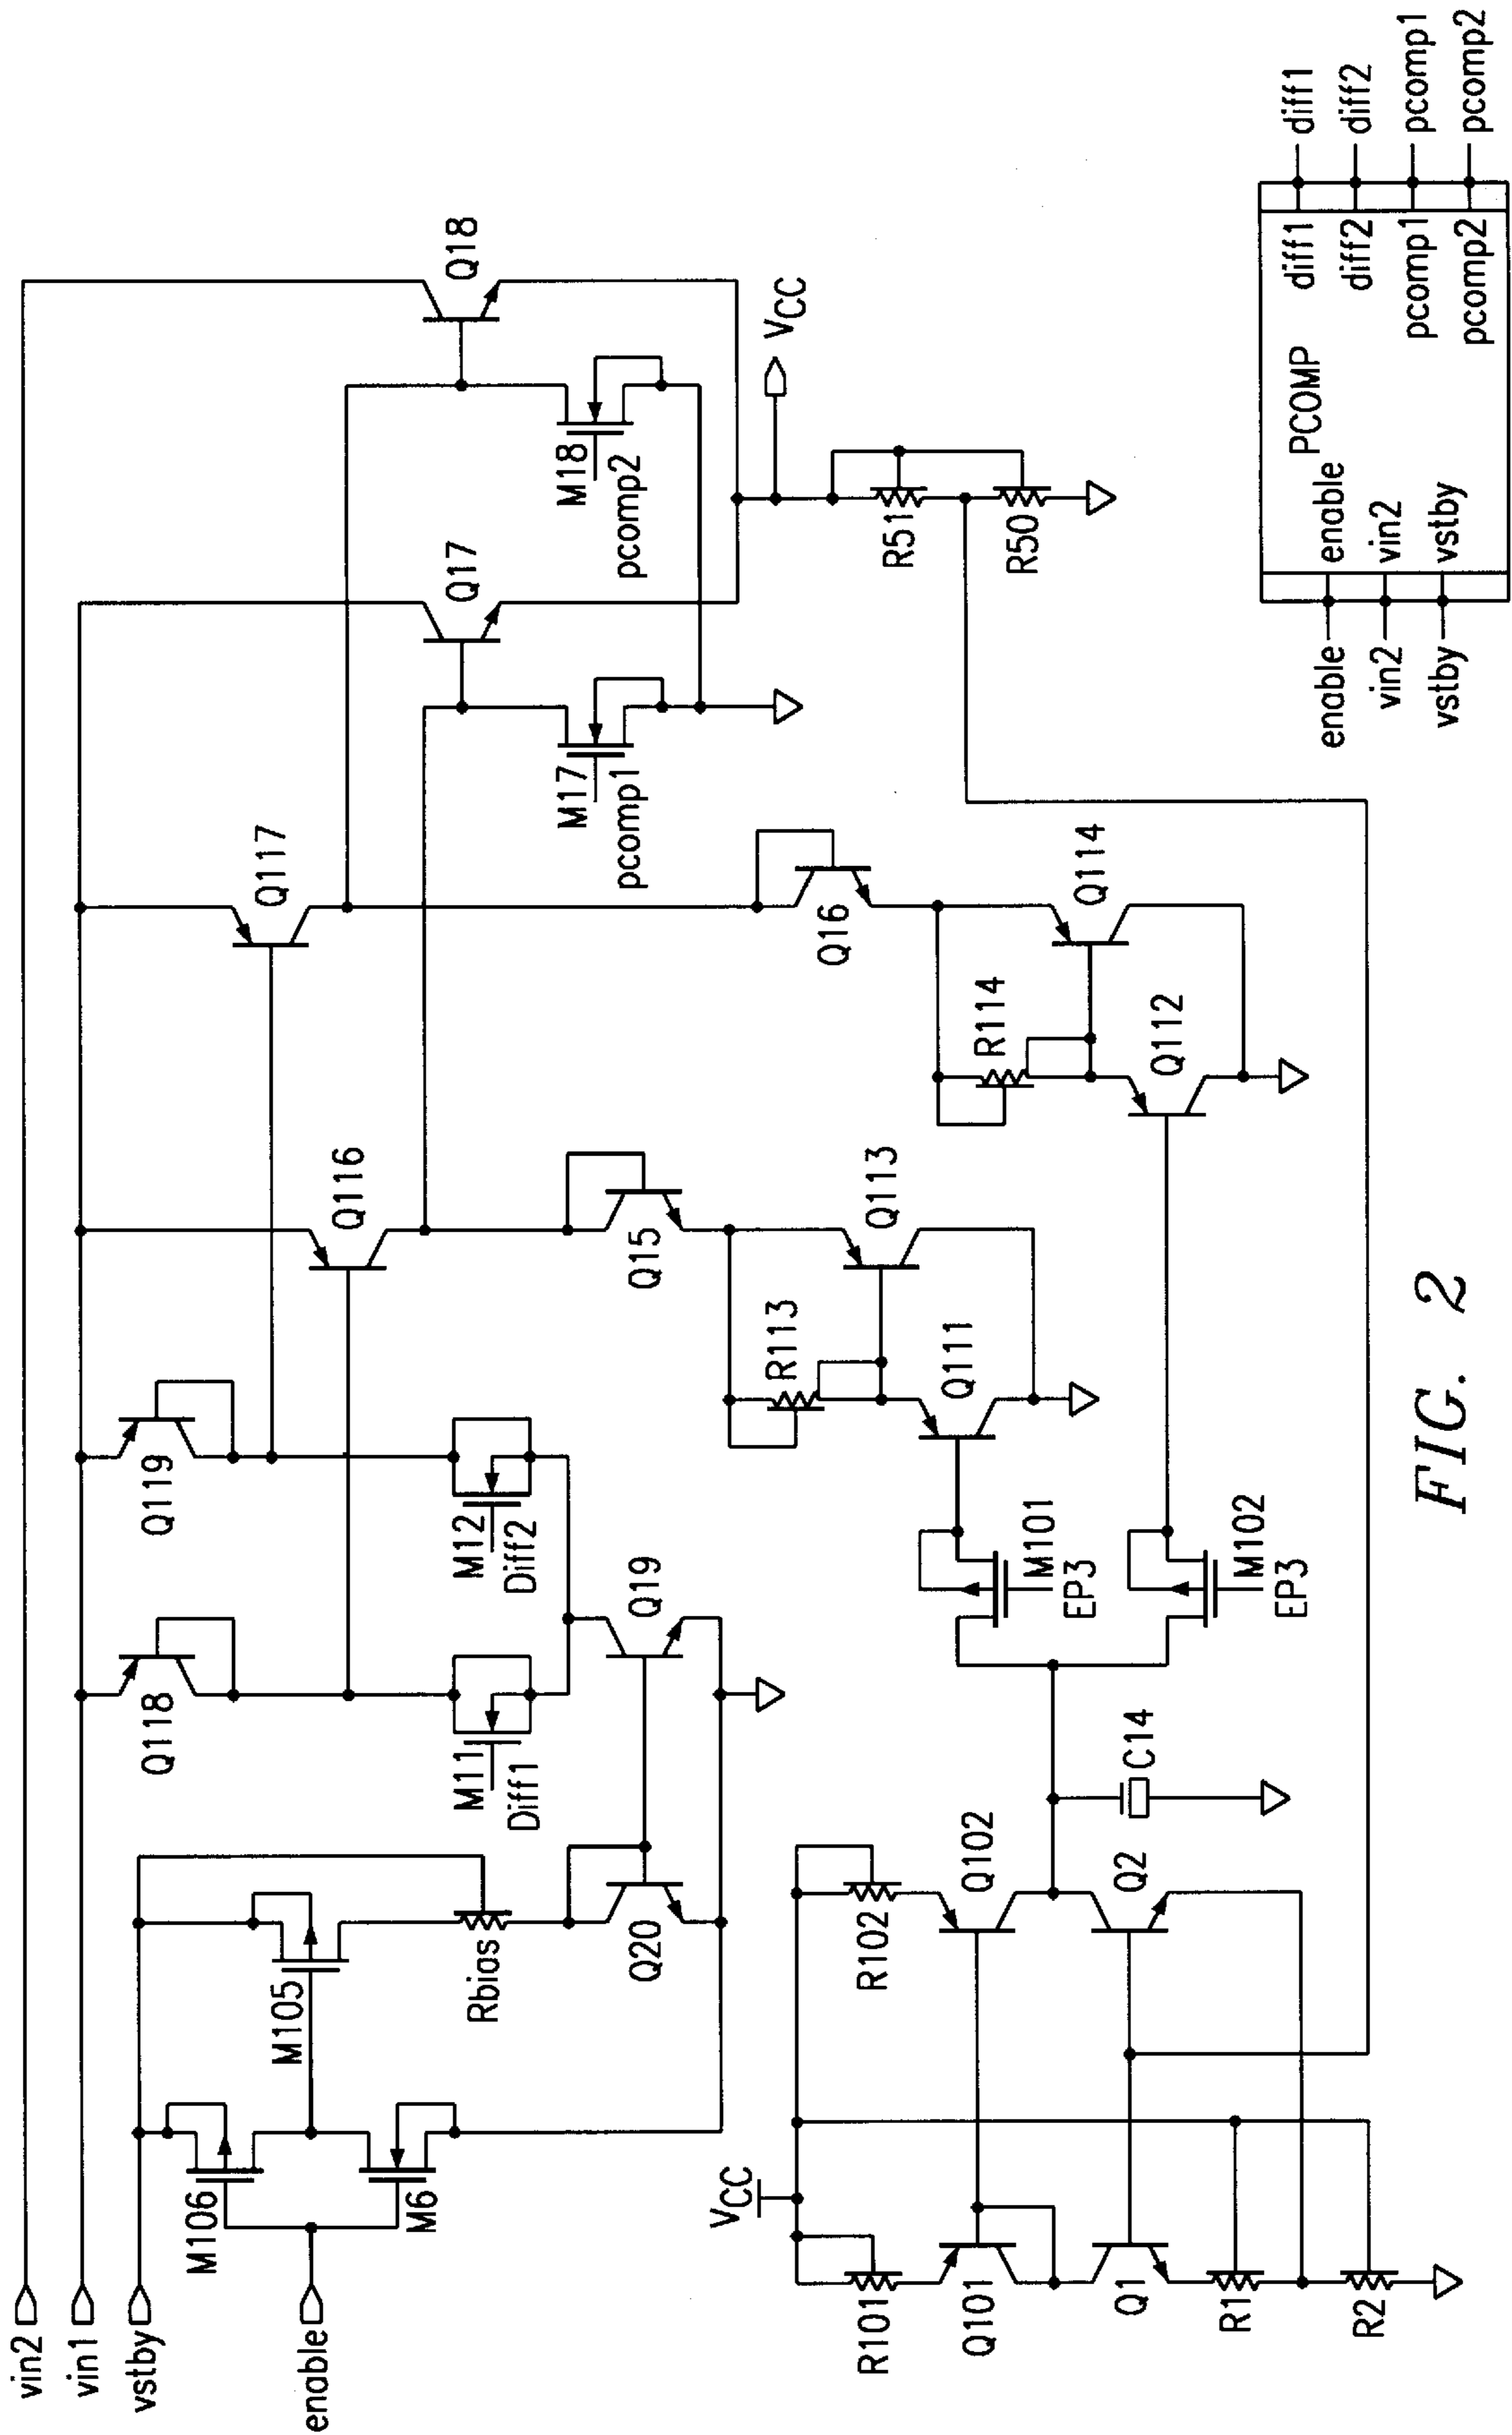 vin2
vin1
vstby
enable
M106
M6
M105
Rbias
Q20
Q118
Q119
M11
Diff1
M12
Diff2
Q19
Q116
Q117
Q15
R113
Q113
Q111
Q16
R114
Q114
Q112
Q17
Q18
M17
pcomp1
M18
pcomp2
VCC
R51
R50
M101
EP3
M102
EP3
VCC
R101
Q101
Q1
R1
R2
R102
Q102
Q2
C14
PCOMP
enable
enable
vin2
vin2
vstby
vstby
diff1
diff1
diff2
diff2
pcomp1
pcomp1
pcomp2
pcomp2
FIG. 2